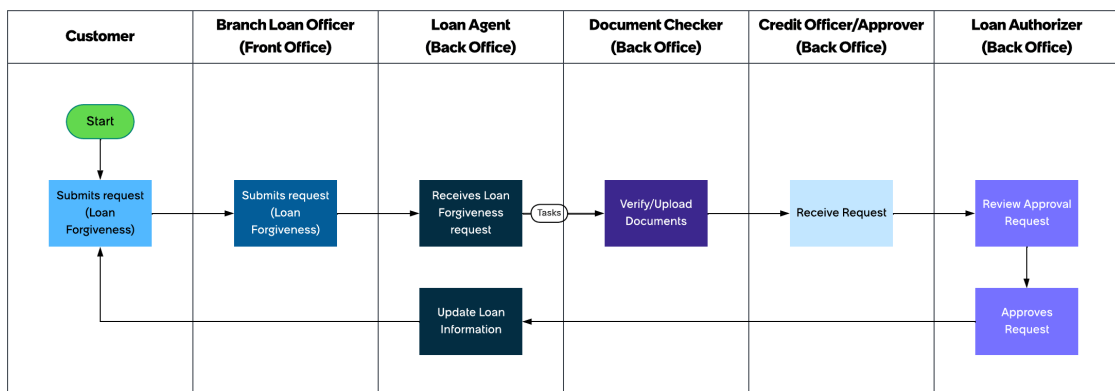 Customer
Branch Loan Officer
(Front Office)
Loan Agent
(Back Office)
Document Checker
(Back Office)
Credit Officer/Approver
(Back Office)
Loan Authorizer
(Back Office)
Start
Submits request
(Loan
Forgiveness)
Submits request
(Loan
Forgiveness)
Receives Loan
Forgiveness
request
Tasks
Verify/Upload
Documents
Receive Request
Review Approval
Request
Update Loan
Information
Approves
Request